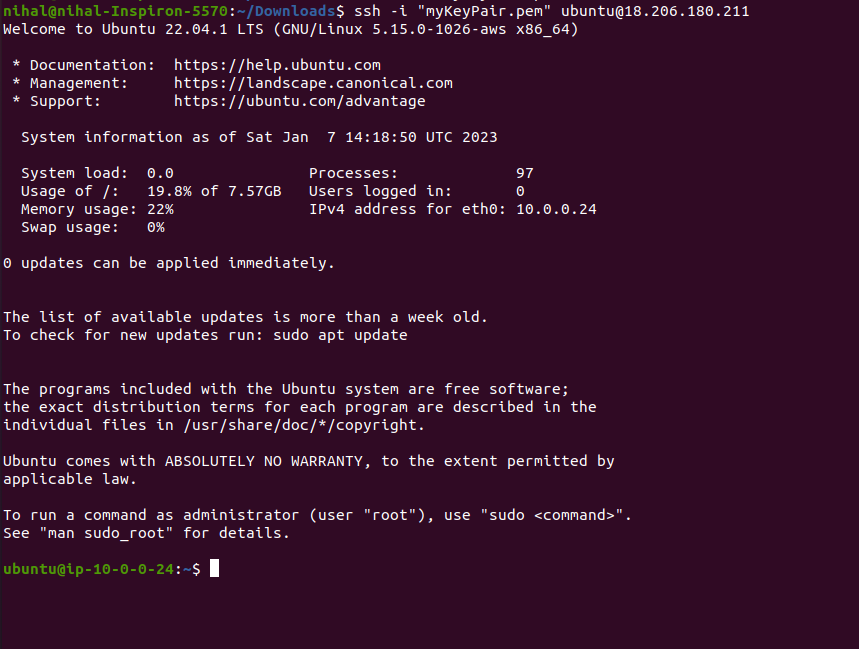 nihal@nihal-Inspiron-5570:~/Downloads$ ssh -i "myKeyPair.pem" ubuntu@18.206.180.211
Welcome to Ubuntu 22.04.1 LTS (GNU/Linux 5.15.0-1026-aws x86_64)

 * Documentation:  https://help.ubuntu.com
 * Management:     https://landscape.canonical.com
 * Support:        https://ubuntu.com/advantage

  System information as of Sat Jan  7 14:18:50 UTC 2023

  System load:  0.0               Processes:             97
  Usage of /:   19.8% of 7.57GB   Users logged in:       0
  Memory usage: 22%               IPv4 address for eth0: 10.0.0.24
  Swap usage:   0%

0 updates can be applied immediately.


The list of available updates is more than a week old.
To check for new updates run: sudo apt update


The programs included with the Ubuntu system are free software;
the exact distribution terms for each program are described in the
individual files in /usr/share/doc/*/copyright.

Ubuntu comes with ABSOLUTELY NO WARRANTY, to the extent permitted by
applicable law.

To run a command as administrator (user "root"), use "sudo <command>".
See "man sudo_root" for details.

ubuntu@ip-10-0-0-24:~$